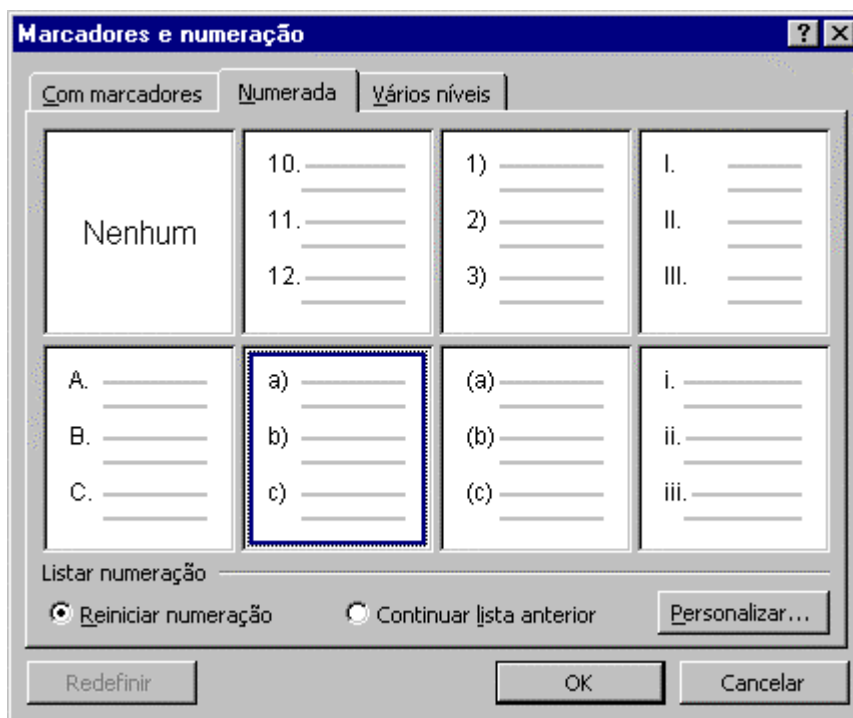 Marcadores e numeração
Com marcadores Numerada Vários níveis
Nenhum
10.
11.
12.
1)
2)
3)
I.
II.
III.
A.
B.
C.
a)
b)
c)
(a)
(b)
(c)
i.
ii.
iii.
Listar numeração
Reiniciar numeração Continuar lista anterior Personalizar...
Redefinir OK Cancelar